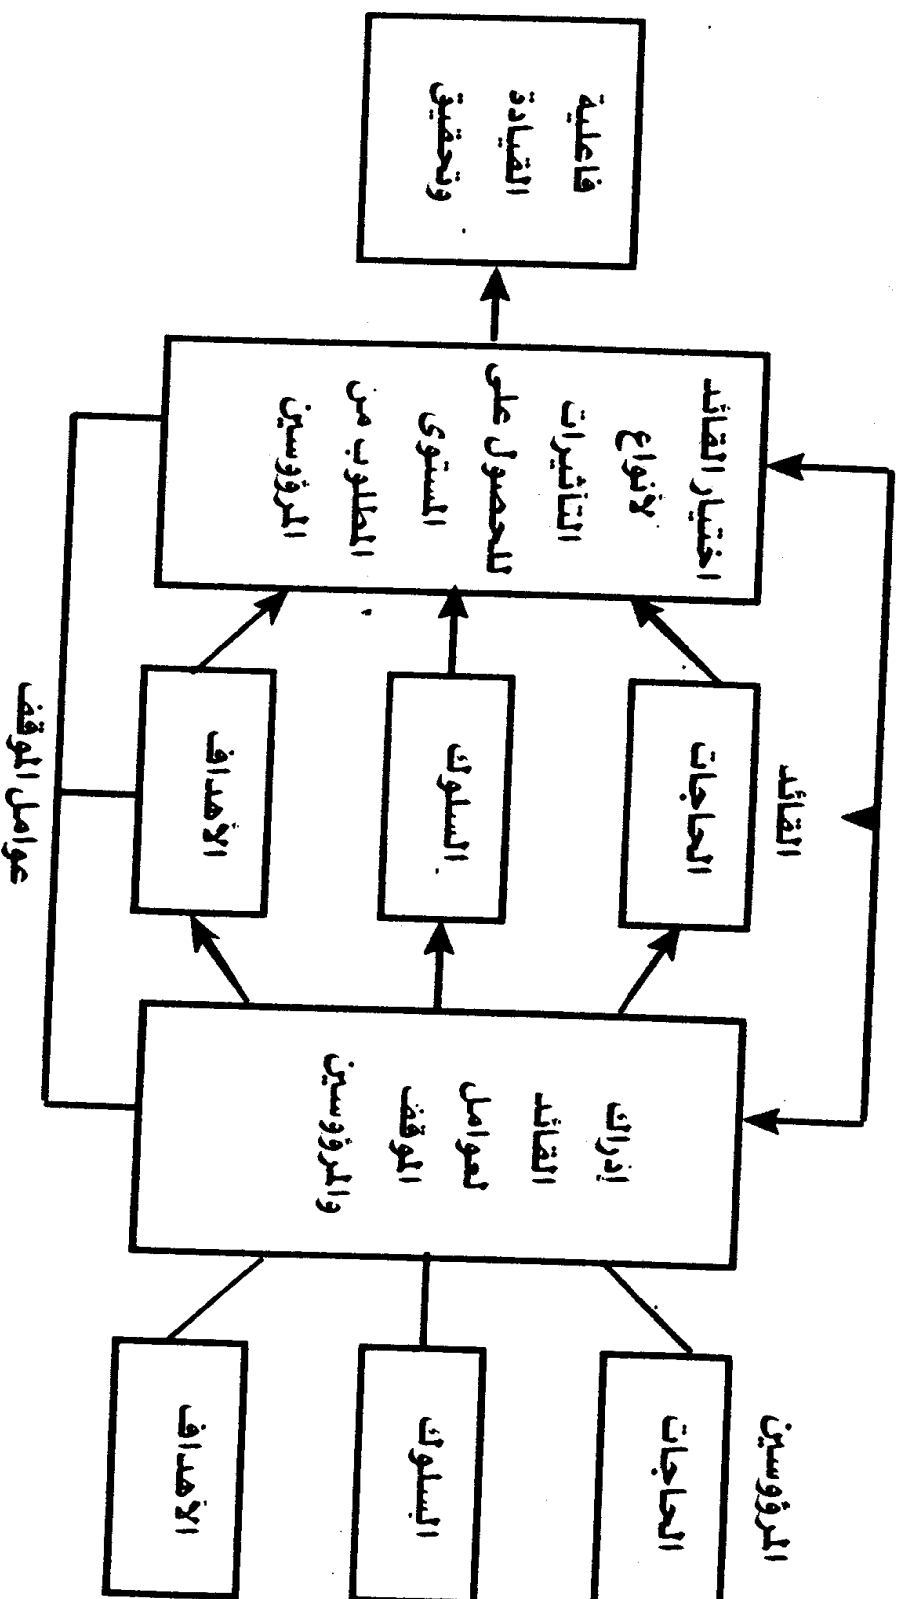 المرؤوسين
الحاجات
السلوك
الأهداف
إدراك
القائد
لعوامل
الموقف
والمرؤوسين
القائد
الحاجات
السلوك
الأهداف
عوامل الموقف
اختيار القائد
لأنواع
التأثيرات
للحصول على
المستوى
المطلوب من
المرؤوسين
فاعلية
القيادة
وتحقيق